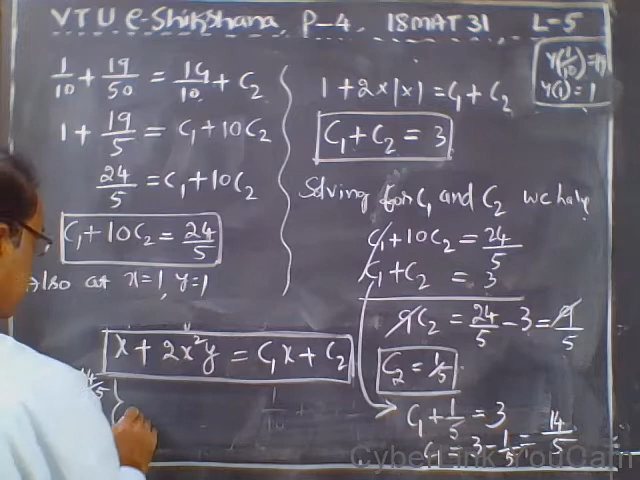 VTU e-Shikshana P-4, 18MAT31 L-5
Y(1/10) = 19
Y(1) = 1
1/10 + 19/50 = C1/10 + C2
1 + 19/5 = C1 + 10C2
24/5 = C1 + 10C2
C1 + 10C2 = 24/5
Also at x=1, y=1
1 + 2×1×1 = C1 + C2
C1 + C2 = 3
Solving for C1 and C2 we have
C1 + 10C2 = 24/5
C1 + C2 = 3
9C2 = 24/5 - 3 = 9/5
C2 = 1/5
C1 + 1/5 = 3
C1 = 3 - 1/5 = 14/5
x + 2x²y = C1x + C2
14/5
CyberLink YouCam